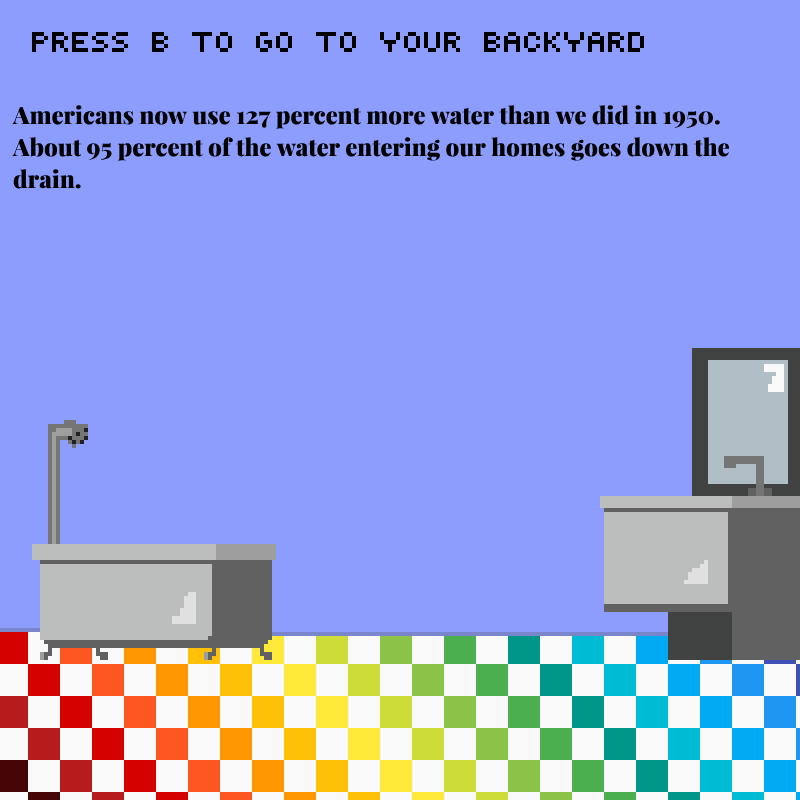 PRESS B TO GO TO YOUR BACKYARD
Americans now use 127 percent more water than we did in 1950.
About 95 percent of the water entering our homes goes down the
drain.